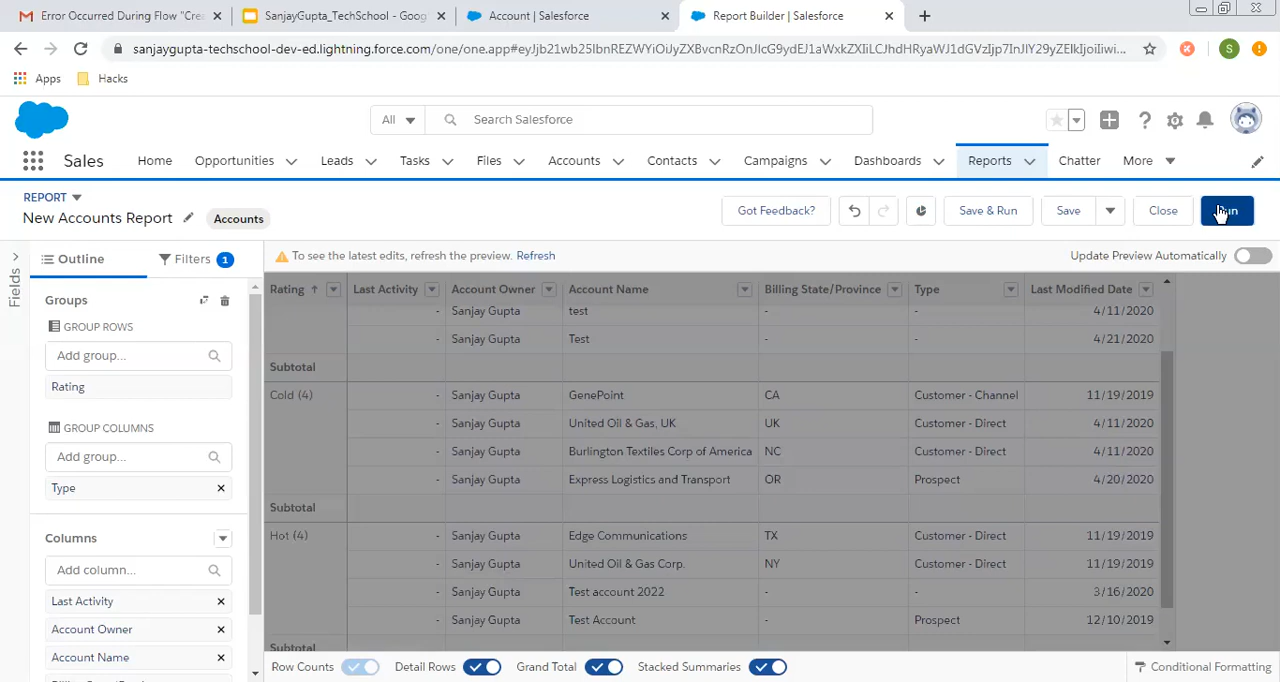 Error Occurred During Flow "Cre
SanjayGupta_TechSchool - Goog
Account | Salesforce
Report Builder | Salesforce
sanjaygupta-techschool-dev-ed.lightning.force.com/one/one.app#
S
Apps
Hacks
All
Search Salesforce
Sales
Home
Opportunities
Leads
Tasks
Files
Accounts
Contacts
Campaigns
Dashboards
Reports
Chatter
More
REPORT
New Accounts Report
Accounts
Got Feedback?
Save & Run
Save
Close
Fields
Outline
Filters 1
To see the latest edits, refresh the preview. Refresh
Update Preview Automatically
Groups
GROUP ROWS
Add group...
Rating
GROUP COLUMNS
Add group...
Type
Columns
Add column...
Last Activity
Account Owner
Account Name
Rating ↑ Last Activity Account Owner Account Name Billing State/Province Type Last Modified Date
- Sanjay Gupta test - - 4/11/2020
- Sanjay Gupta Test - - 4/21/2020
Subtotal
Cold (4) - Sanjay Gupta GenePoint CA Customer - Channel 11/19/2019
- Sanjay Gupta United Oil & Gas, UK UK Customer - Direct 4/11/2020
- Sanjay Gupta Burlington Textiles Corp of America NC Customer - Direct 4/11/2020
- Sanjay Gupta Express Logistics and Transport OR Prospect 4/20/2020
Subtotal
Hot (4) - Sanjay Gupta Edge Communications TX Customer - Direct 11/19/2019
- Sanjay Gupta United Oil & Gas Corp. NY Customer - Direct 11/19/2019
- Sanjay Gupta Test account 2022 - - 3/16/2020
- Sanjay Gupta Test Account - Prospect 12/10/2019
Subtotal
Row Counts
Detail Rows
Grand Total
Stacked Summaries
Conditional Formatting